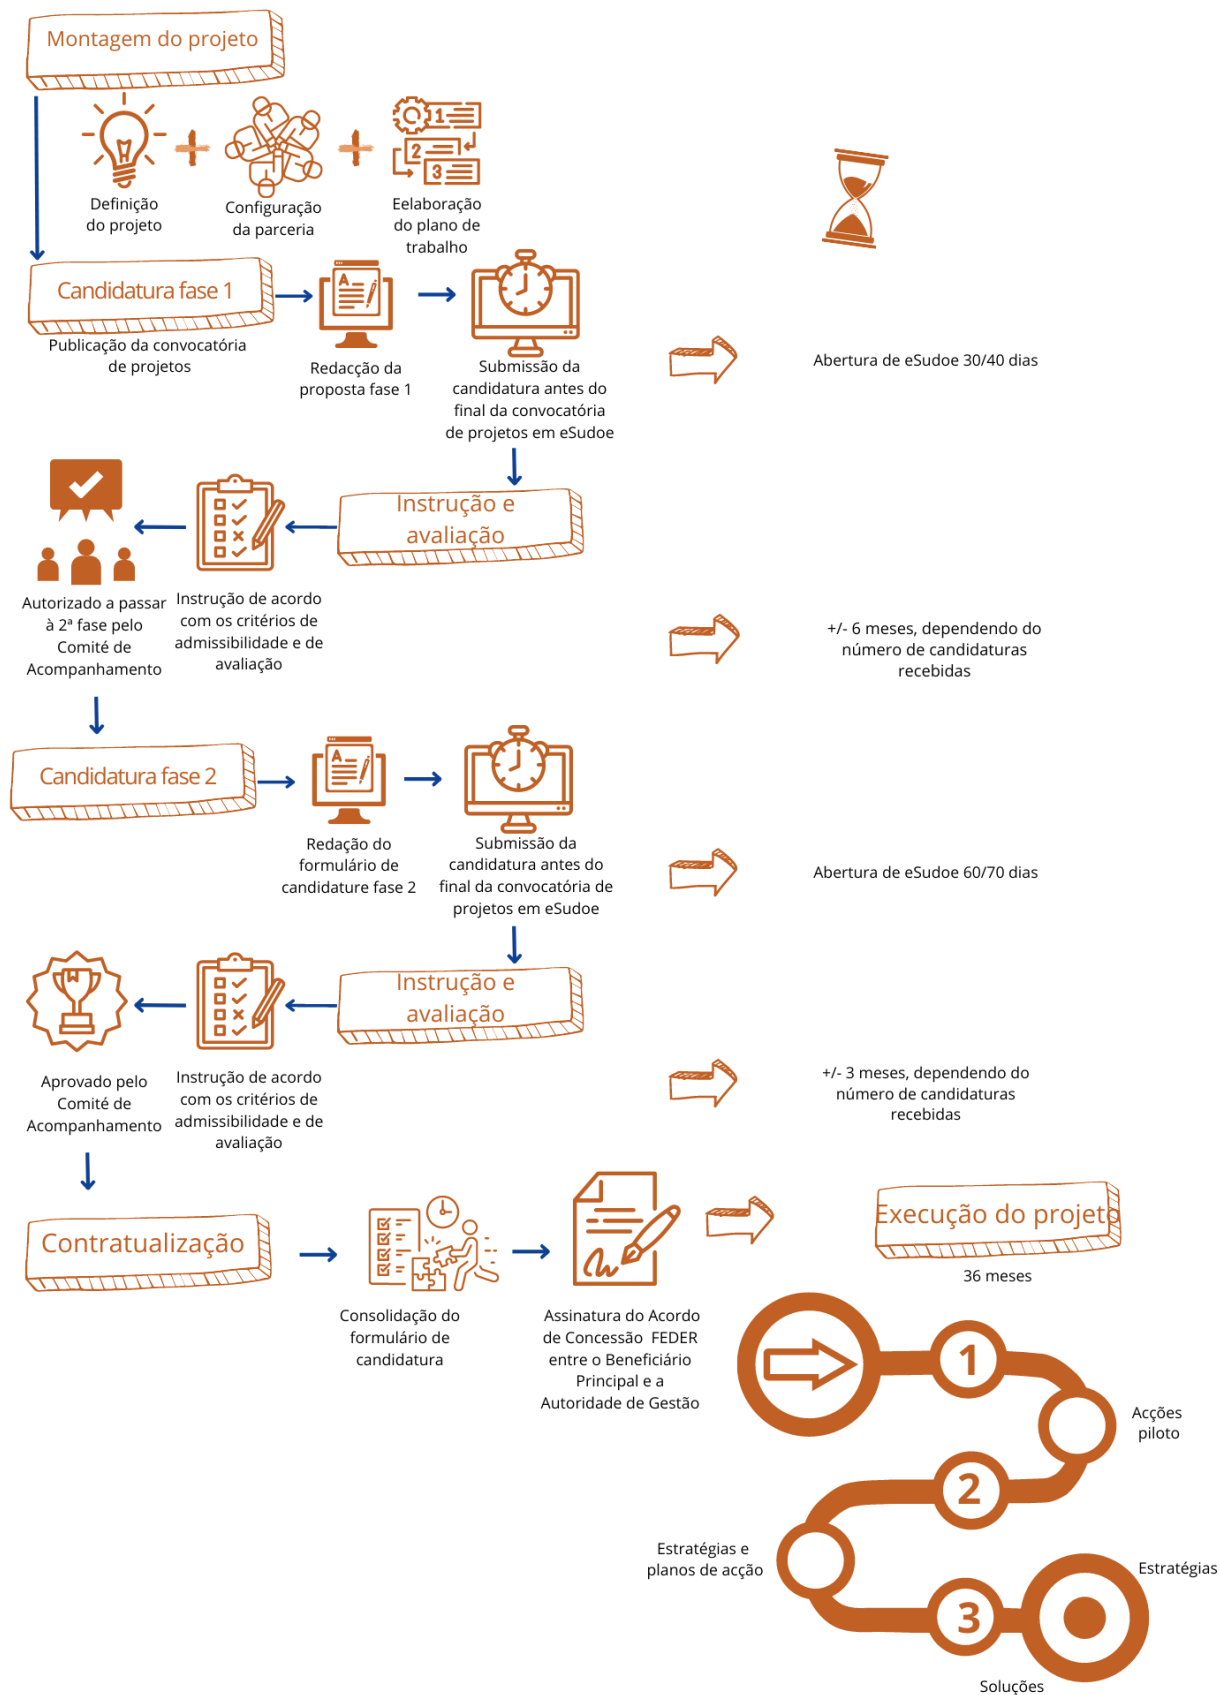 Montagem do projeto
1
2
3
Definição
do projeto
Configuração
da parceria
Eelaboração
do plano de
trabalho
Candidatura fase 1
Publicação da convocatória
de projetos
A
Redacção da
proposta fase 1
Submissão da
candidatura antes do
final da convocatória
de projetos em eSudoe
Abertura de eSudoe 30/40 dias
Instrução e
avaliação
Instrução de acordo
com os critérios de
admissibilidade e de
avaliação
Autorizado a passar
à 2ª fase pelo
Comité de
Acompanhamento
+/- 6 meses, dependendo do
número de candidaturas
recebidas
Candidatura fase 2
A
Redação do
formulário de
candidature fase 2
Submissão da
candidatura antes do
final da convocatória de
projetos em eSudoe
Abertura de eSudoe 60/70 dias
Instrução e
avaliação
Instrução de acordo
com os critérios de
admissibilidade e de
avaliação
Aprovado pelo
Comité de
Acompanhamento
+/- 3 meses, dependendo do
número de candidaturas
recebidas
Contratualização
Consolidação do
formulário de
candidatura
Assinatura do Acordo
de Concessão  FEDER
entre o Beneficiário
Principal e a
Autoridade de Gestão
Execução do projeto
36 meses
1
Acções
piloto
2
Estratégias e
planos de acção
3
Estratégias
Soluções